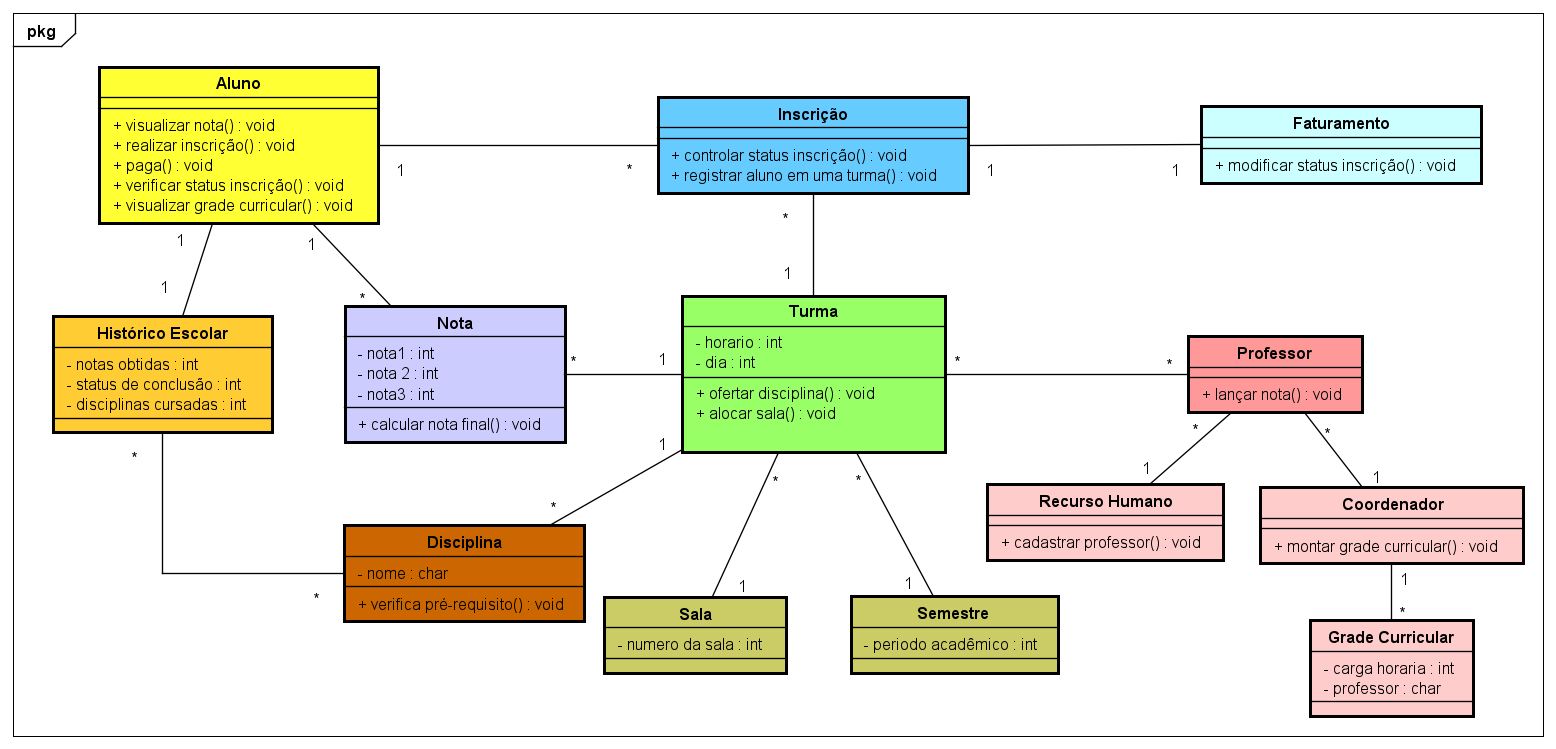 pkg
Aluno
+ visualizar nota() : void
+ realizar inscrição() : void
+ paga() : void
+ verificar status inscrição() : void
+ visualizar grade curricular() : void
Inscrição
+ controlar status inscrição() : void
+ registrar aluno em uma turma() : void
Faturamento
+ modificar status inscrição() : void
1
*
1
1
*
1
1
1
1
*
Histórico Escolar
- notas obtidas : int
- status de conclusão : int
- disciplinas cursadas : int
Nota
- nota1 : int
- nota 2 : int
- nota3 : int
+ calcular nota final() : void
*
1
Turma
- horario : int
- dia : int
+ ofertar disciplina() : void
+ alocar sala() : void
*
*
Professor
+ lançar nota() : void
*
1
*
1
Recurso Humano
+ cadastrar professor() : void
Coordenador
+ montar grade curricular() : void
1
*
Grade Curricular
- carga horaria : int
- professor : char
*
*
1
*
Disciplina
- nome : char
+ verifica pré-requisito() : void
*
1
Sala
- numero da sala : int
*
1
Semestre
- periodo acadêmico : int